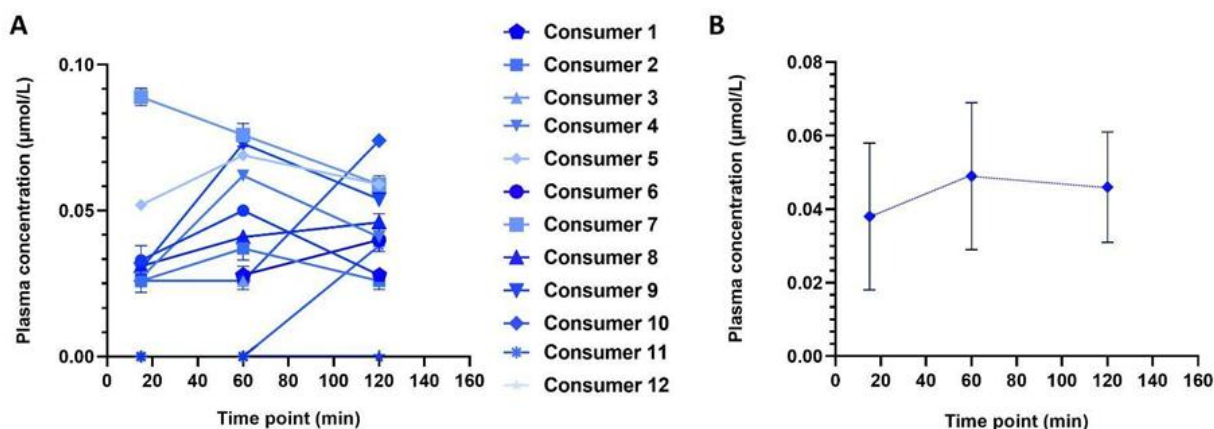 A
Plasma concentration (µmol/L)
0.10
0.05
0.00
0 20 40 60 80 100 120 140 160
Time point (min)
Consumer 1
Consumer 2
Consumer 3
Consumer 4
Consumer 5
Consumer 6
Consumer 7
Consumer 8
Consumer 9
Consumer 10
Consumer 11
Consumer 12
B
Plasma concentration (µmol/L)
0.08
0.06
0.04
0.02
0.00
0 20 40 60 80 100 120 140 160
Time point (min)